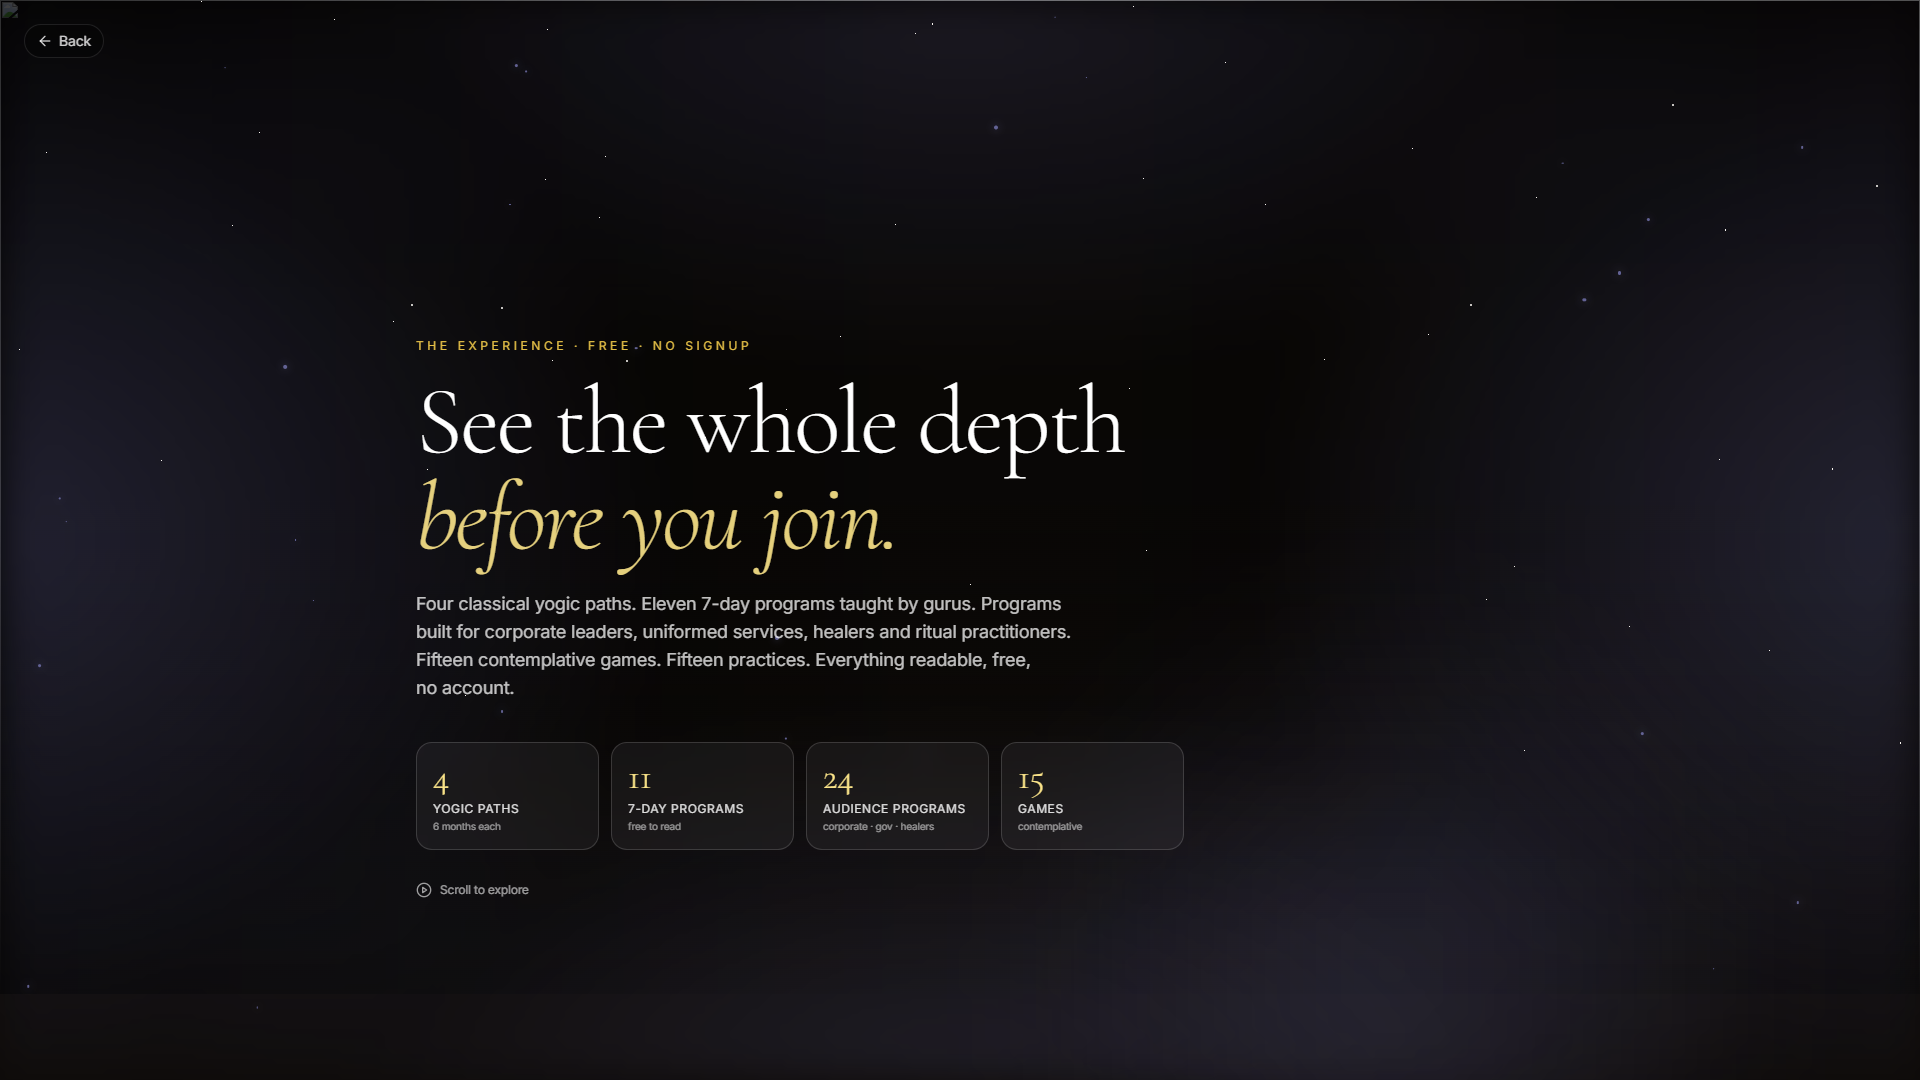 Back
THE EXPERIENCE · FREE · NO SIGNUP
See the whole depth
before you join.
Four classical yogic paths. Eleven 7-day programs taught by gurus. Programs
built for corporate leaders, uniformed services, healers and ritual practitioners.
Fifteen contemplative games. Fifteen practices. Everything readable, free,
no account.
4
YOGIC PATHS
6 months each
11
7-DAY PROGRAMS
free to read
24
AUDIENCE PROGRAMS
corporate · gov · healers
15
GAMES
contemplative
Scroll to explore